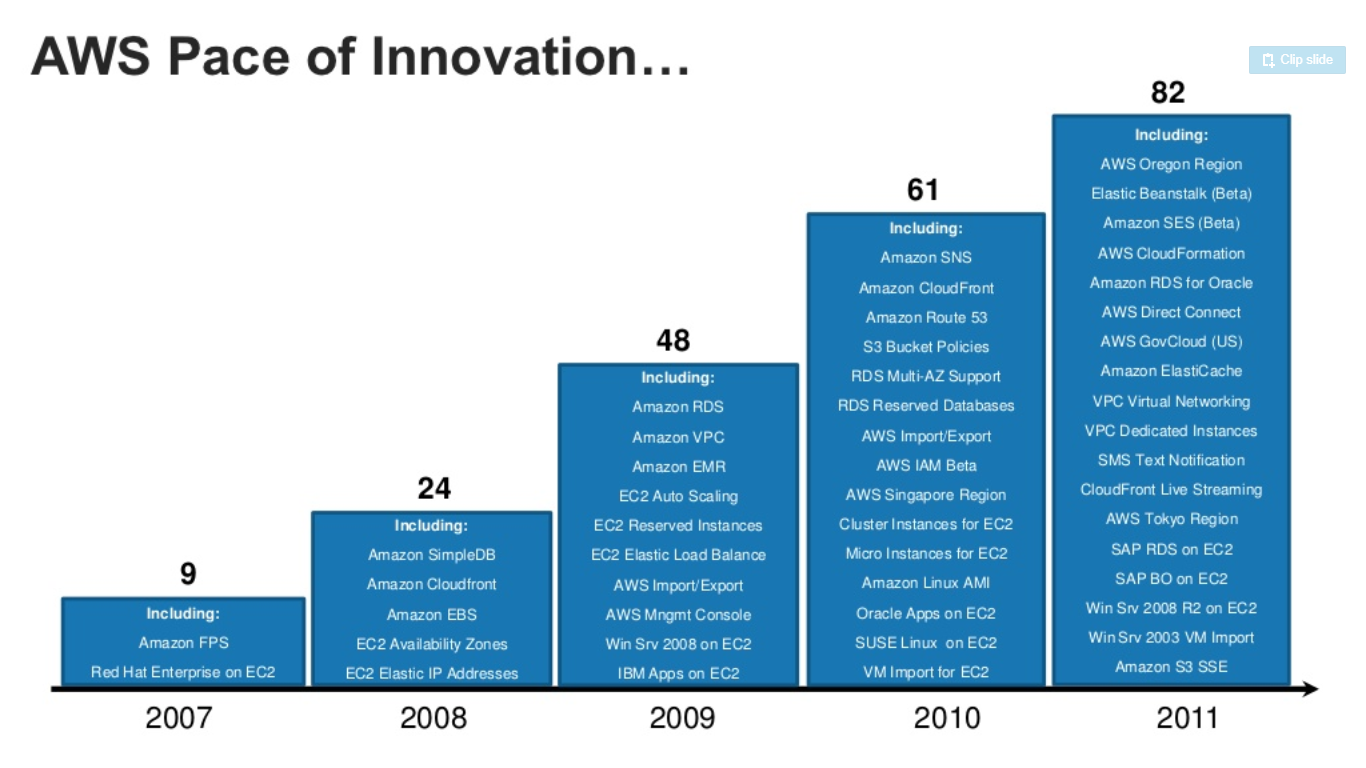 AWS Pace of Innovation…
Clip slide
9
Including:
Amazon FPS
Red Hat Enterprise on EC2
2007
24
Including:
Amazon SimpleDB
Amazon Cloudfront
Amazon EBS
EC2 Availability Zones
EC2 Elastic IP Addresses
2008
48
Including:
Amazon RDS
Amazon VPC
Amazon EMR
EC2 Auto Scaling
EC2 Reserved Instances
EC2 Elastic Load Balance
AWS Import/Export
AWS Mngmt Console
Win Srv 2008 on EC2
IBM Apps on EC2
2009
61
Including:
Amazon SNS
Amazon CloudFront
Amazon Route 53
S3 Bucket Policies
RDS Multi-AZ Support
RDS Reserved Databases
AWS Import/Export
AWS IAM Beta
AWS Singapore Region
Cluster Instances for EC2
Micro Instances for EC2
Amazon Linux AMI
Oracle Apps on EC2
SUSE Linux on EC2
VM Import for EC2
2010
82
Including:
AWS Oregon Region
Elastic Beanstalk (Beta)
Amazon SES (Beta)
AWS CloudFormation
Amazon RDS for Oracle
AWS Direct Connect
AWS GovCloud (US)
Amazon ElastiCache
VPC Virtual Networking
VPC Dedicated Instances
SMS Text Notification
CloudFront Live Streaming
AWS Tokyo Region
SAP RDS on EC2
SAP BO on EC2
Win Srv 2008 R2 on EC2
Win Srv 2003 VM Import
Amazon S3 SSE
2011